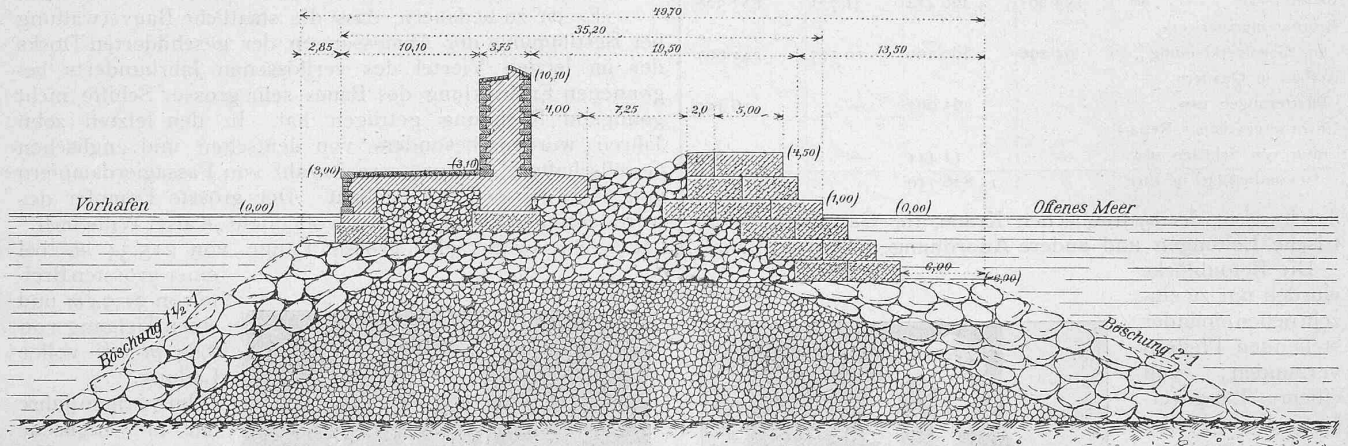 49,70
35,20
2,85 10,10 3,75 19,50 13,50
(10,10)
4,00 7,25 2,0 5,00
(3,90) (3,10) (4,50)
Vorhafen (0,00) (1,00) (0,00) Offenes Meer
6,00 (-6,00)
Böschung 1½:1 Böschung 2:1